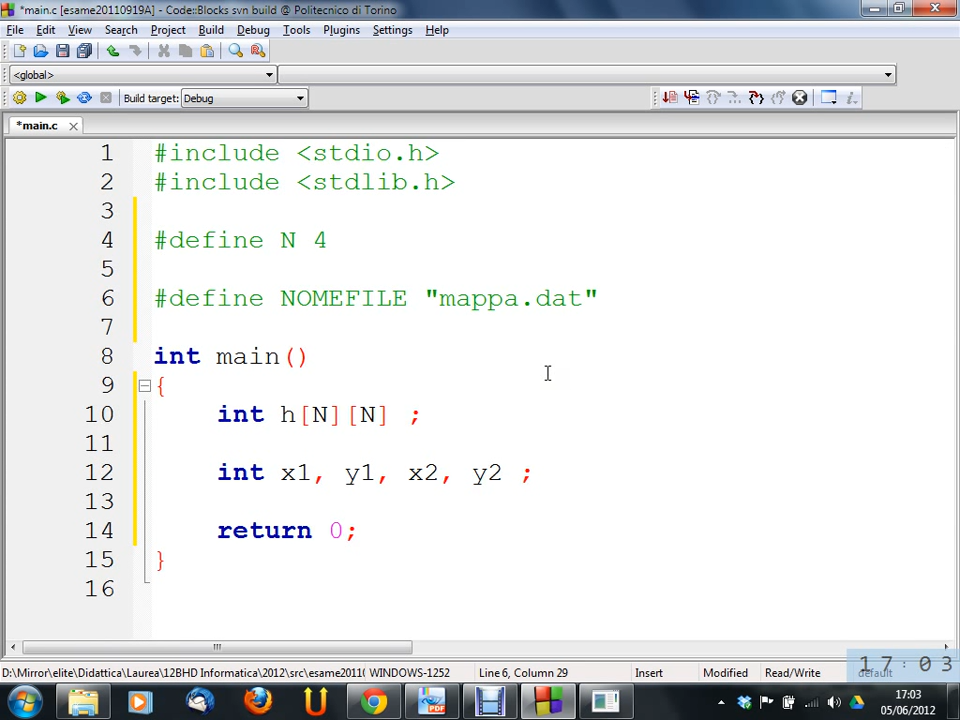 *main.c [esame20110919A] - Code::Blocks svn build @ Politecnico di Torino
File Edit View Search Project Build Debug Tools Plugins Settings Help
<global>
Build target: Debug
*main.c
1 #include <stdio.h>
2 #include <stdlib.h>
3
4 #define N 4
5
6 #define NOMEFILE "mappa.dat"
7
8 int main()
9 {
10 int h[N][N] ;
11
12 int x1, y1, x2, y2 ;
13
14 return 0;
15 }
16
D:\Mirror\elite\Didattica\Laurea\12BHD Informatica\2012\src\esame2011( WINDOWS-1252 Line 6, Column 29 Insert Modified Read/Write default
17:03
17:03
05/06/2012